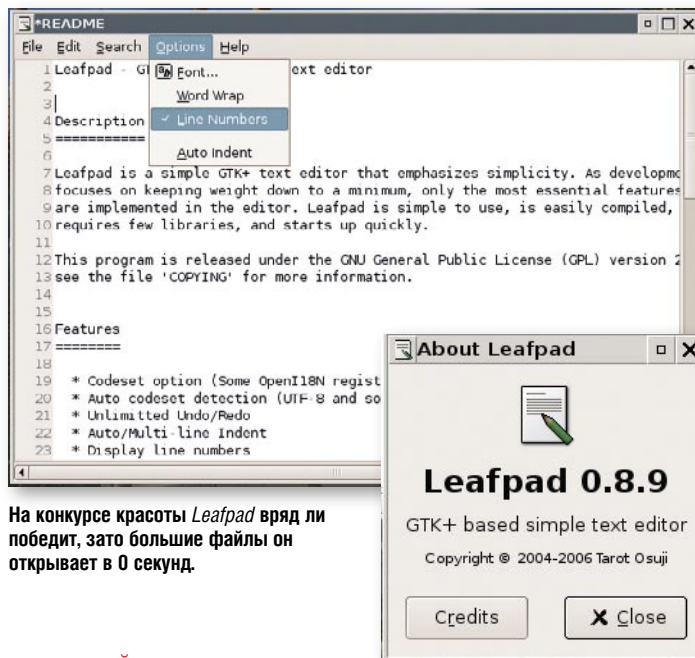 *README
File Edit Search Options Help
Font...
Word Wrap
✓ Line Numbers
Auto Indent
1 Leafpad - ext editor
2
3
4 Description
5 ===========
6
7 Leafpad is a simple GTK+ text editor that emphasizes simplicity. As
8 focuses on keeping weight down to a minimum, only the most essential features
9 are implemented in the editor. Leafpad is simple to use, is easily compiled,
10 requires few libraries, and starts up quickly.
11
12 This program is released under the GNU General Public License (GPL) version
13 see the file 'COPYING' for more information.
14
15
16 Features
17 ========
18
19 * Codeset option (Some OpenI18N regist
20 * Auto codeset detection (UTF-8 and so
21 * Unlimitted Undo/Redo
22 * Auto/Multi-line Indent
23 * Display line numbers
About Leafpad
Leafpad 0.8.9
GTK+ based simple text editor
Copyright © 2004-2006 Tarot Osuji
Credits Close
На конкурсе красоты Leafpad вряд ли
победит, зато большие файлы он
открывает в 0 секунд.